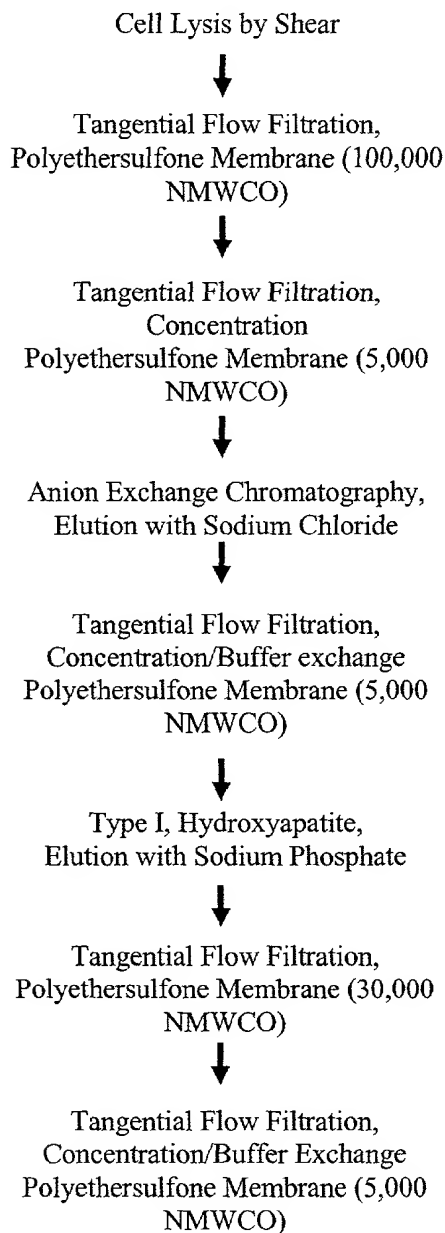 Cell Lysis by Shear
Tangential Flow Filtration,
Polyethersulfone Membrane (100,000
NMWCO)
Tangential Flow Filtration,
Concentration
Polyethersulfone Membrane (5,000
NMWCO)
Anion Exchange Chromatography,
Elution with Sodium Chloride
Tangential Flow Filtration,
Concentration/Buffer exchange
Polyethersulfone Membrane (5,000
NMWCO)
Type I, Hydroxyapatite,
Elution with Sodium Phosphate
Tangential Flow Filtration,
Polyethersulfone Membrane (30,000
NMWCO)
Tangential Flow Filtration,
Concentration/Buffer Exchange
Polyethersulfone Membrane (5,000
NMWCO)